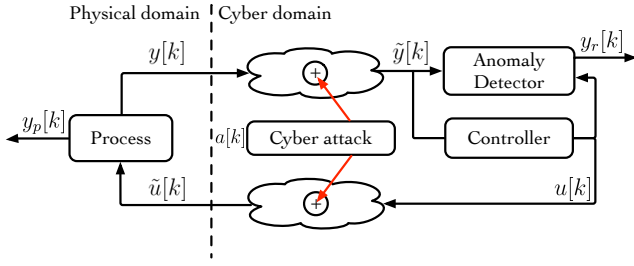 Physical domain
Cyber domain
y[k]
ỹ[k]
y_r[k]
+
Anomaly
Detector
y_p[k]
Process
a[k]
Cyber attack
Controller
ũ[k]
+
u[k]